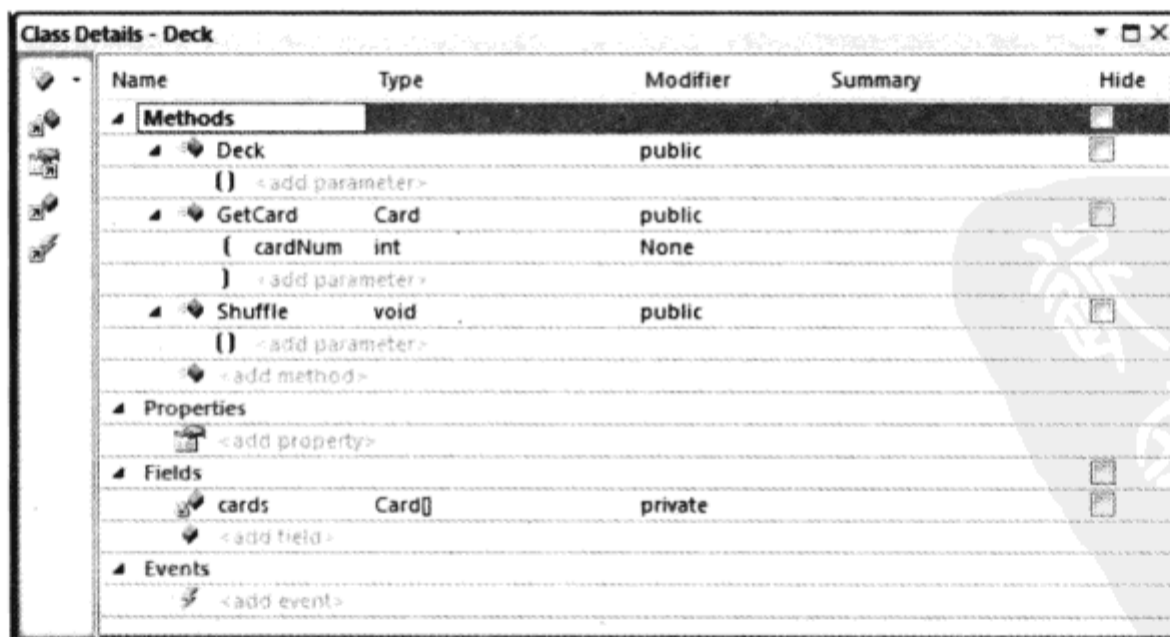 Class Details - Deck
Name Type Modifier Summary Hide
Methods
Deck public
() <add parameter>
GetCard Card public
( cardNum int None
) <add parameter>
Shuffle void public
() <add parameter>
<add method>
Properties
<add property>
Fields
cards Card[] private
<add field>
Events
<add event>